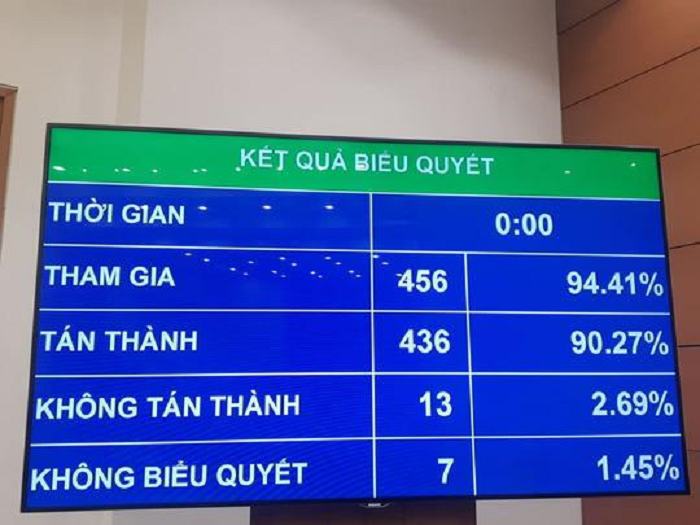 KẾT QUẢ BIỂU QUYẾT
THỜI GIAN 0:00
THAM GIA 456 94.41%
TÁN THÀNH 436 90.27%
KHÔNG TÁN THÀNH 13 2.69%
KHÔNG BIỂU QUYẾT 7 1.45%